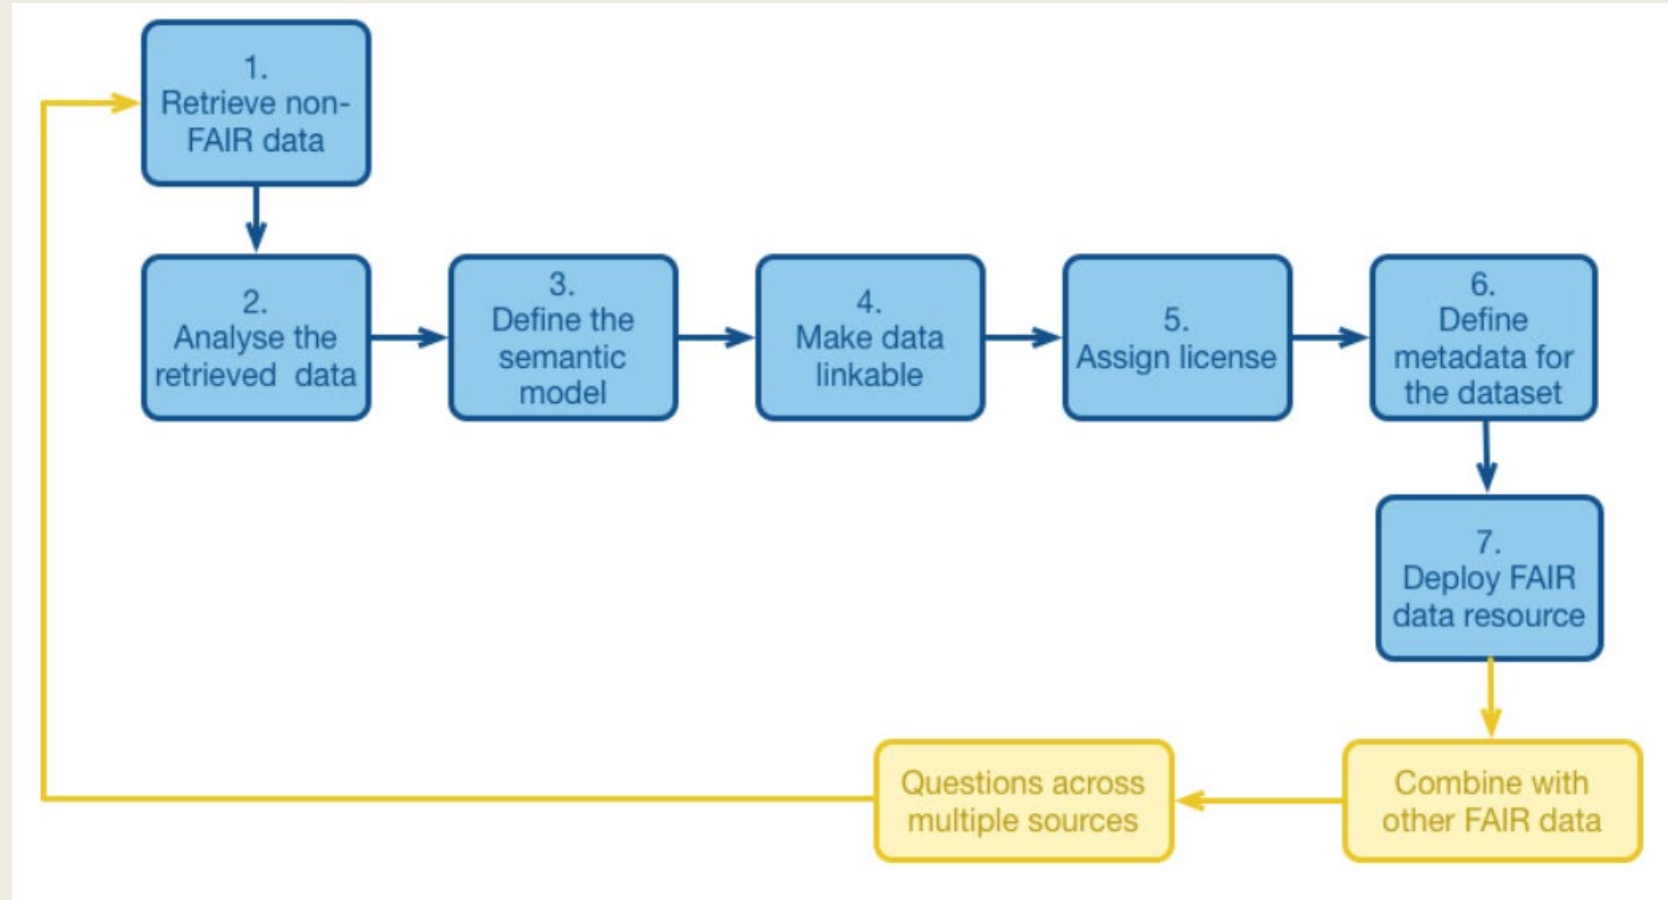 1.
Retrieve non-
FAIR data
2.
Analyse the
retrieved data
3.
Define the
semantic
model
4.
Make data
linkable
5.
Assign license
6.
Define
metadata for
the dataset
7.
Deploy FAIR
data resource
Combine with
other FAIR data
Questions across
multiple sources